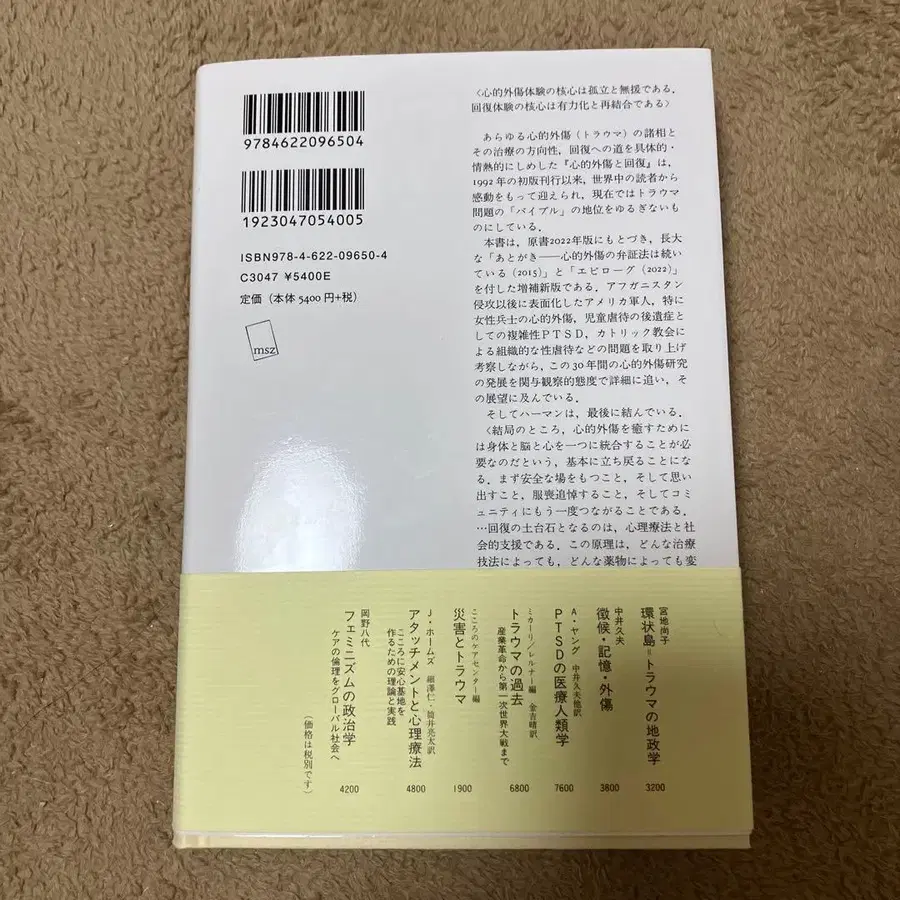 9784622096504
1923047054005
ISBN978-4-622-09650-4
C3047 ¥5400E
定価（本体5400円+税）
msz
〈心的外傷体験の核心は孤立と無援である．
回復体験の核心は有力化と再結合である〉
あらゆる心的外傷（トラウマ）の諸相と
その治療の方向性，回復への道を具体的・
情熱的にしめした『心的外傷と回復』は，
1992年の初版刊行以来，世界中の読者から
感動をもって迎えられ，現在ではトラウマ
問題の「バイブル」の地位をゆるぎないも
のにしている．
本書は，原書2022年版にもとづき，長大
な「あとがき――心的外傷の弁証法は続い
ている（2015）」と「エピローグ（2022）」
を付した増補新版である．アフガニスタン
侵攻以後に表面化したアメリカ軍人，特に
女性兵士の心的外傷，児童虐待の後遺症と
しての複雑性PTSD，カトリック教会に
よる組織的な性虐待などの問題を取り上げ
考察しながら，この30年間の心的外傷研究
の発展を関与観察的態度で詳細に追い，そ
の展望に及んでいる．
そしてハーマンは，最後に結んでいる．
〈結局のところ，心的外傷を癒すために
は身体と脳と心を一つに統合することが必
要なのだという，基本に立ち戻ることにな
る．まず安全な場をもつこと，そして思い
出すこと，服喪追悼すること，そしてコミ
ュニティにもう一度つながることである．
…回復の土台石となるのは，心理療法と社
会的支援である．この原理は，どんな治療
技法によっても，どんな薬物によっても変
宮地尚子
環状島＝トラウマの地政学
3200
中井久夫
徴候・記憶・外傷
3800
A・ヤング 中井久夫他訳
PTSDの医療人類学
7600
ミカーリ／レルナー編 金吉晴訳
トラウマの過去
産業革命から第一次世界大戦まで
6800
こころのケアセンター編
災害とトラウマ
1900
J・ホームズ 細澤仁・筒井亮太訳
アタッチメントと心理療法
こころに安心基地を
作るための理論と実践
4800
岡野八代
フェミニズムの政治学
ケアの倫理をグローバル社会へ
4200
（価格は税別です）